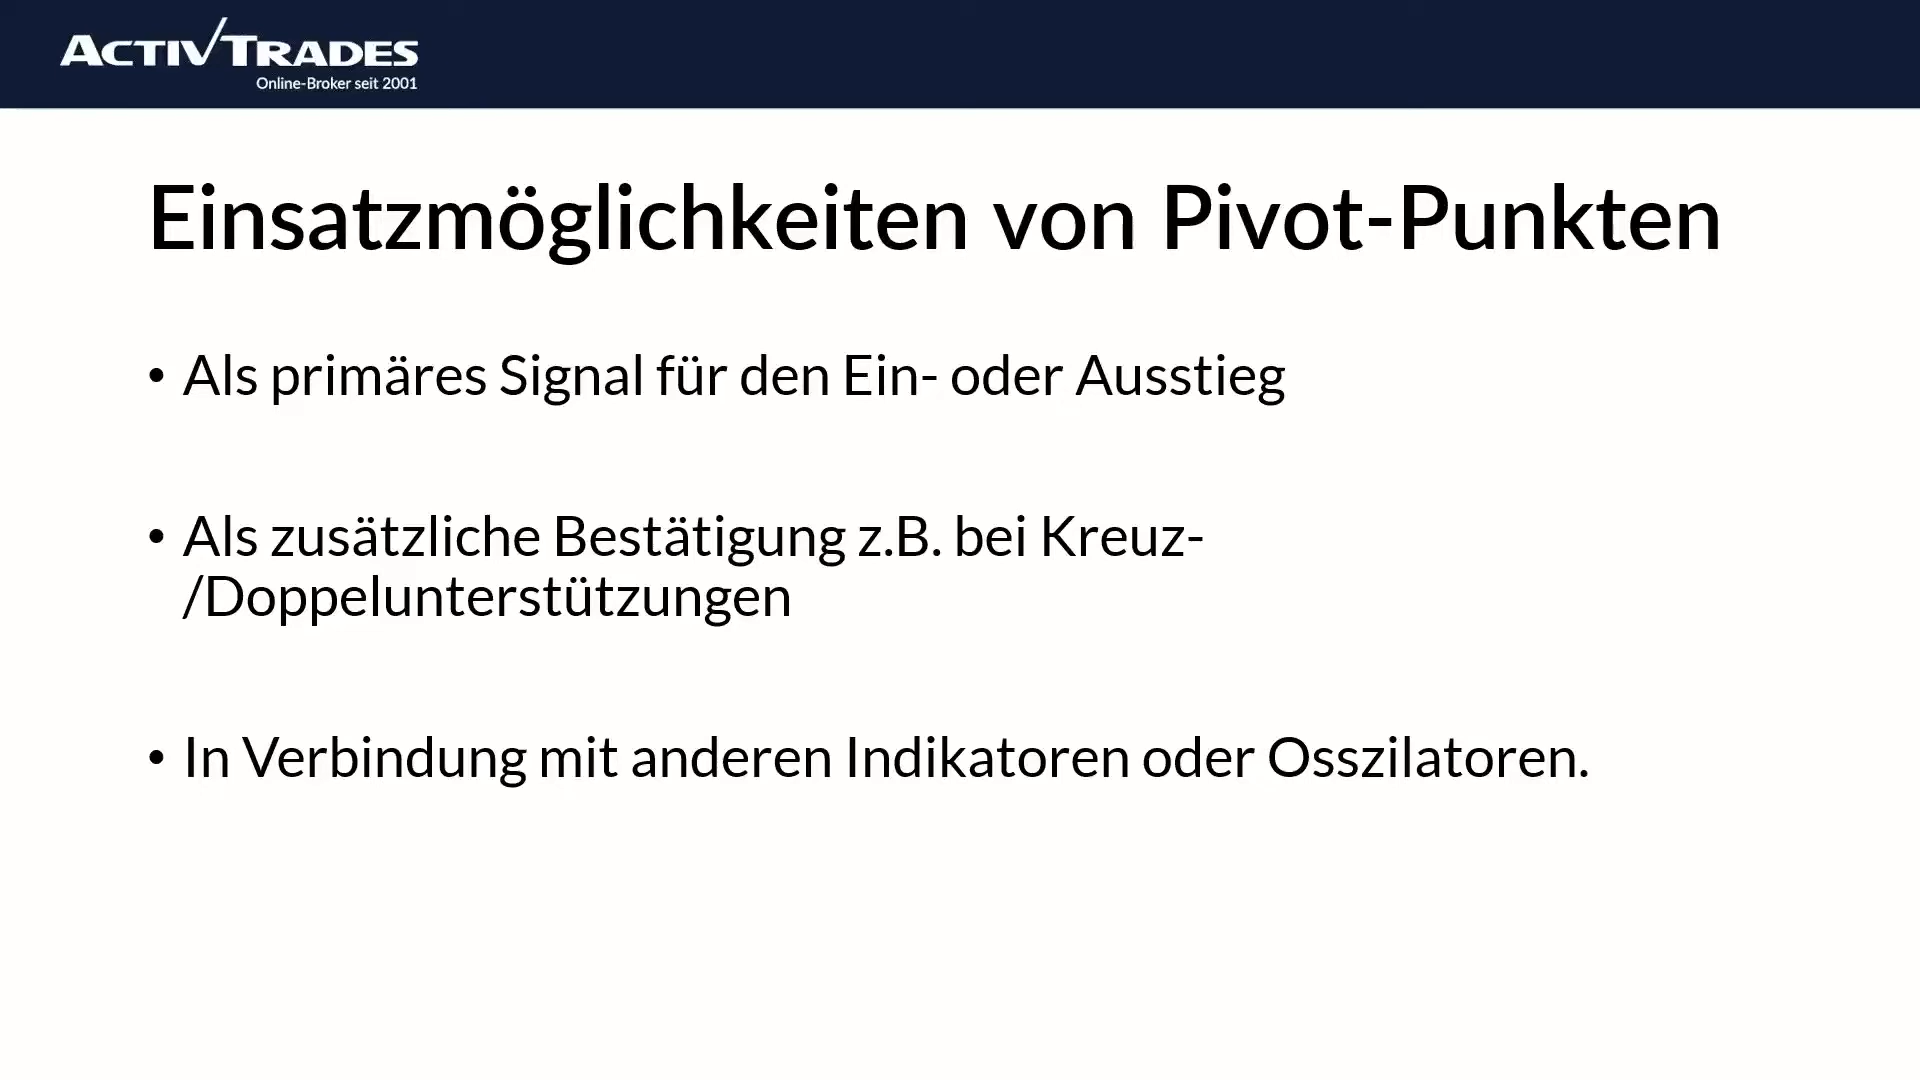 ACTIVTRADES
Online-Broker seit 2001
Einsatzmöglichkeiten von Pivot-Punkten
• Als primäres Signal für den Ein- oder Ausstieg
• Als zusätzliche Bestätigung z.B. bei Kreuz-
/Doppelunterstützungen
• In Verbindung mit anderen Indikatoren oder Osszilatoren.